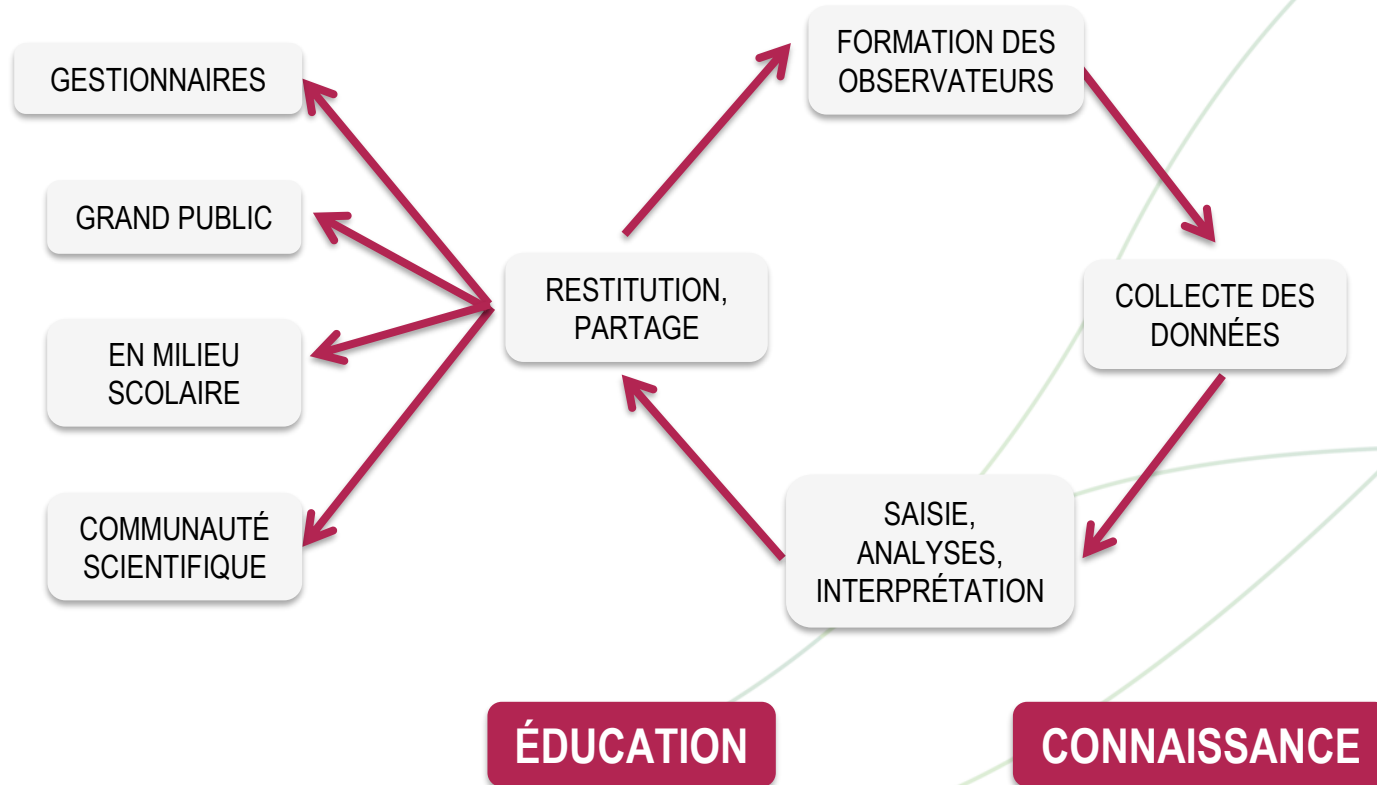 FORMATION DES
OBSERVATEURS
GESTIONNAIRES
GRAND PUBLIC
RESTITUTION,
PARTAGE
COLLECTE DES
DONNÉES
EN MILIEU
SCOLAIRE
COMMUNAUTÉ
SCIENTIFIQUE
SAISIE,
ANALYSES,
INTERPRÉTATION
ÉDUCATION
CONNAISSANCE